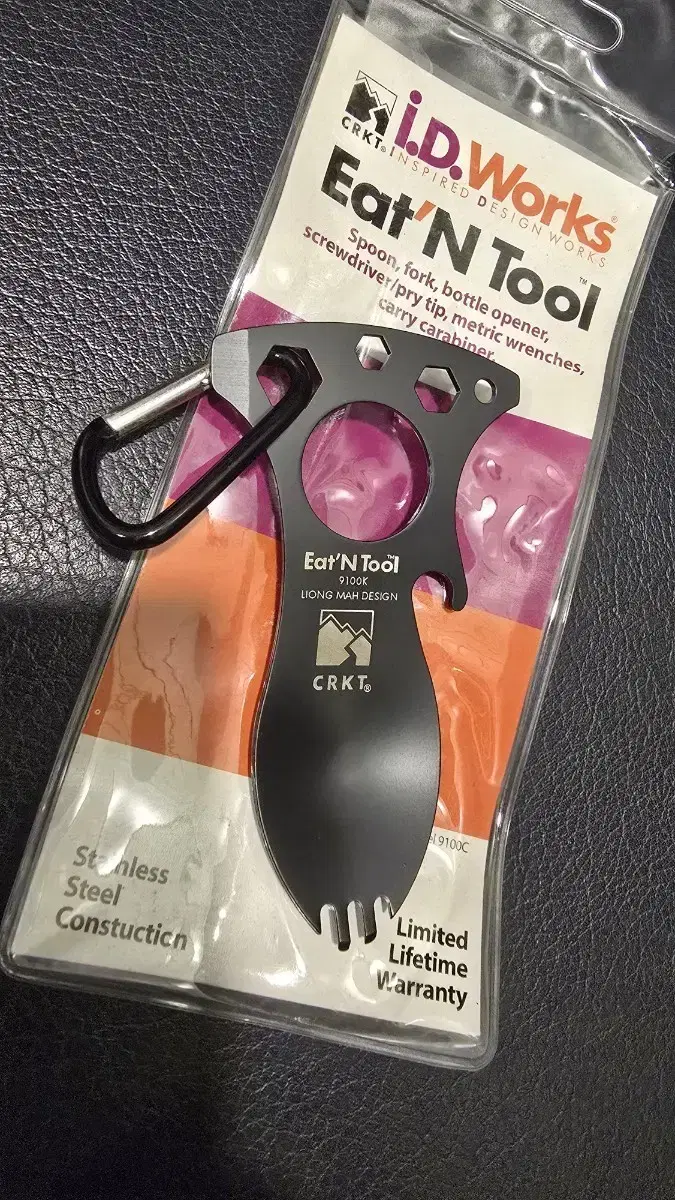 CRKT®
i.D.Works®
INSPIRED DESIGN WORKS
Eat'N Tool™
Spoon, fork, bottle opener,
screwdriver/pry tip, metric wrenches,
carry carabiner.
Eat'N Tool™
9100K
LIONG MAH DESIGN
CRKT®
9100C
Stainless
Steel
Constuction
Limited
Lifetime
Warranty